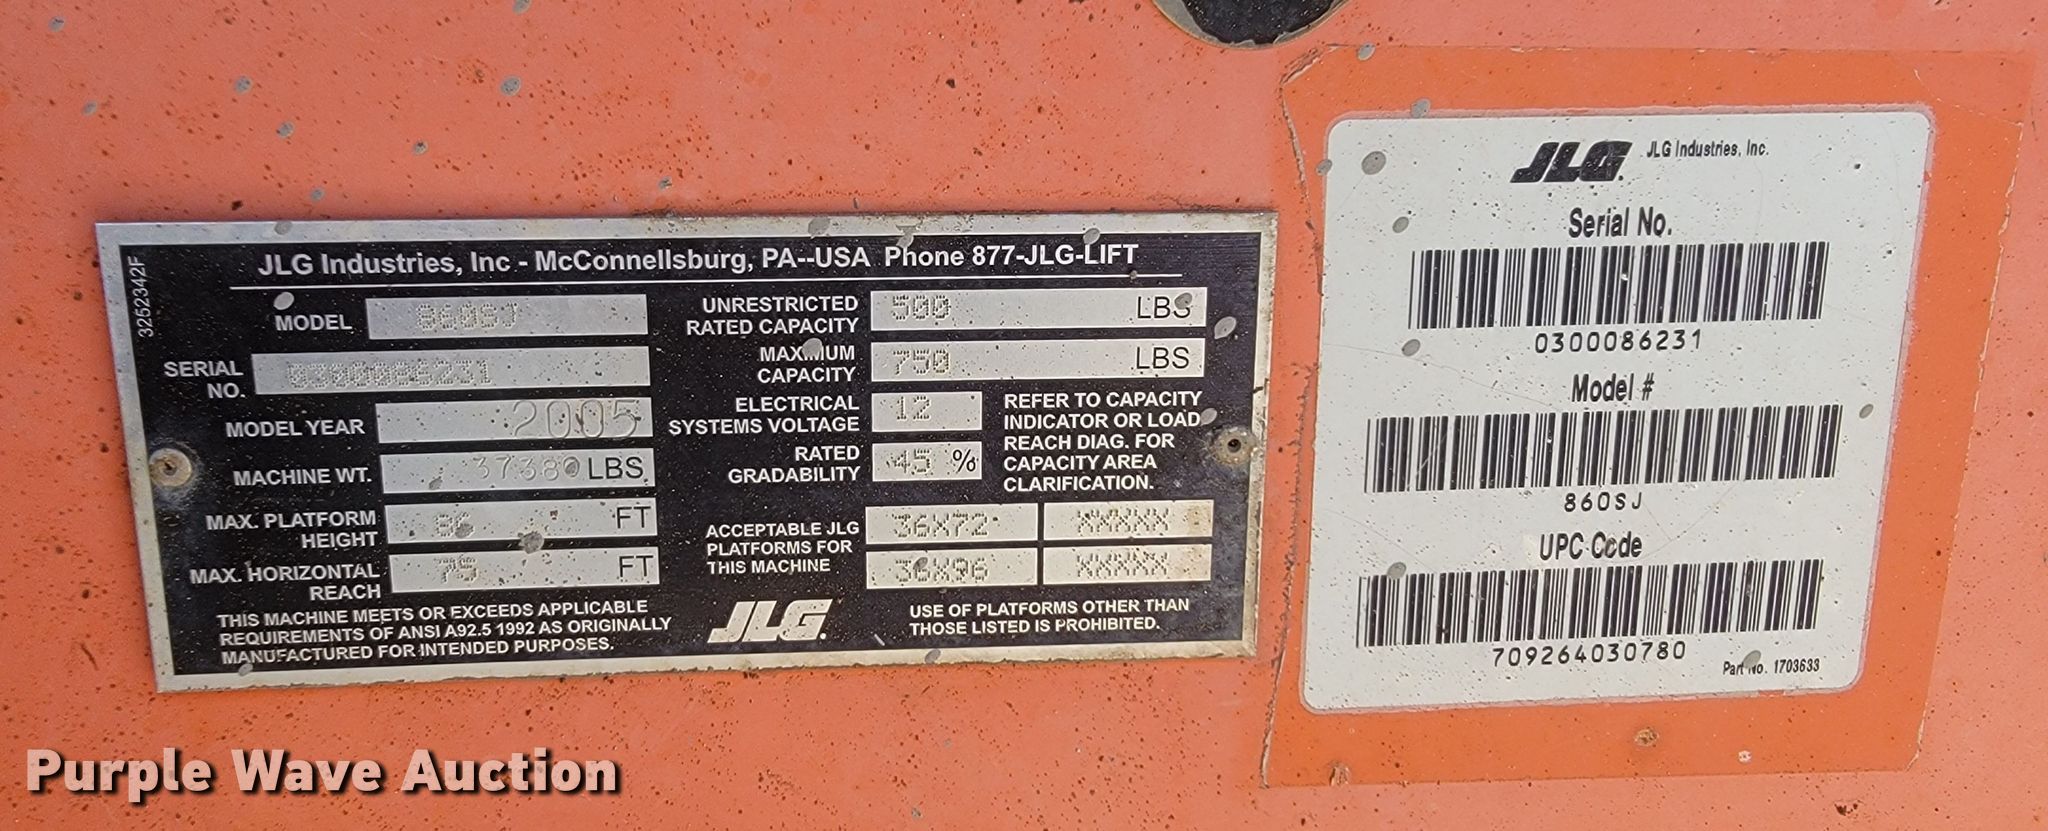 3252342F
JLG Industries, Inc - McConnellsburg, PA--USA Phone 877-JLG-LIFT
MODEL 860SJ
SERIAL NO. 0300086231
MODEL YEAR 2005
MACHINE WT. 37380 LBS
MAX. PLATFORM HEIGHT 86 FT
MAX. HORIZONTAL REACH 75 FT
THIS MACHINE MEETS OR EXCEEDS APPLICABLE
REQUIREMENTS OF ANSI A92.5 1992 AS ORIGINALLY
MANUFACTURED FOR INTENDED PURPOSES.
UNRESTRICTED RATED CAPACITY 500 LBS
MAXIMUM CAPACITY 750 LBS
ELECTRICAL SYSTEMS VOLTAGE 12
RATED GRADABILITY 45 %
REFER TO CAPACITY
INDICATOR OR LOAD
REACH DIAG. FOR
CAPACITY AREA
CLARIFICATION.
ACCEPTABLE JLG
PLATFORMS FOR
THIS MACHINE
36X72 XXXXX
36X96 XXXXX
JLG
USE OF PLATFORMS OTHER THAN
THOSE LISTED IS PROHIBITED.
JLG JLG Industries, Inc.
Serial No.
0300086231
Model #
860SJ
UPC Code
709264030780
Part No. 1703633
Purple Wave Auction